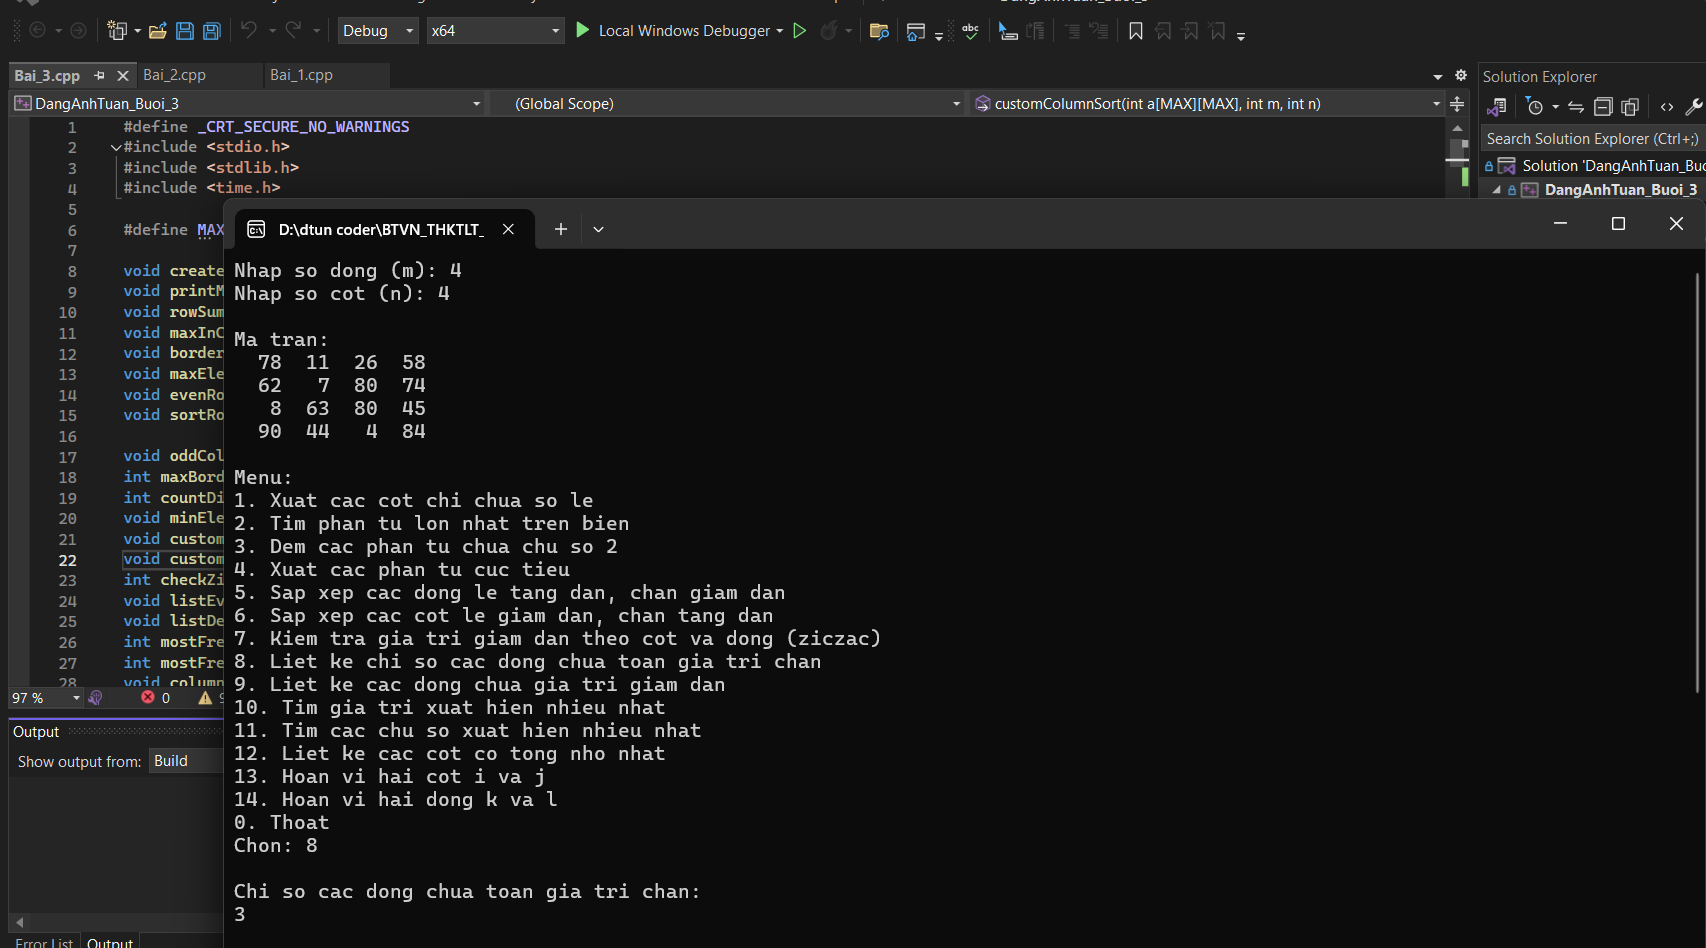 Debug
x64
Local Windows Debugger
Bai_3.cpp
Bai_2.cpp
Bai_1.cpp
Solution Explorer
DangAnhTuan_Buoi_3
(Global Scope)
customColumnSort(int a[MAX][MAX], int m, int n)
Search Solution Explorer (Ctrl+;)
Solution 'DangAnhTuan_Buo
DangAnhTuan_Buoi_3
1 #define _CRT_SECURE_NO_WARNINGS
2 #include <stdio.h>
3 #include <stdlib.h>
4 #include <time.h>
5
6 #define MAX
7
8 void create
9 void printM
10 void rowSum
11 void maxInC
12 void border
13 void maxEle
14 void evenRo
15 void sortRo
16
17 void oddCol
18 int maxBord
19 int countDi
20 void minEle
21 void custom
22 void custom
23 int checkZi
24 void listEv
25 void listDe
26 int mostFre
27 int mostFre
28 void column
97 %
0
Output
Show output from: Build
Error List
Output
D:\dtun coder\BTVN_THKTLT_
Nhap so dong (m): 4
Nhap so cot (n): 4
Ma tran:
78 11 26 58
62 7 80 74
8 63 80 45
90 44 4 84
Menu:
1. Xuat cac cot chi chua so le
2. Tim phan tu lon nhat tren bien
3. Dem cac phan tu chua chu so 2
4. Xuat cac phan tu cuc tieu
5. Sap xep cac dong le tang dan, chan giam dan
6. Sap xep cac cot le giam dan, chan tang dan
7. Kiem tra gia tri giam dan theo cot va dong (ziczac)
8. Liet ke chi so cac dong chua toan gia tri chan
9. Liet ke cac dong chua gia tri giam dan
10. Tim gia tri xuat hien nhieu nhat
11. Tim cac chu so xuat hien nhieu nhat
12. Liet ke cac cot co tong nho nhat
13. Hoan vi hai cot i va j
14. Hoan vi hai dong k va l
0. Thoat
Chon: 8
Chi so cac dong chua toan gia tri chan:
3